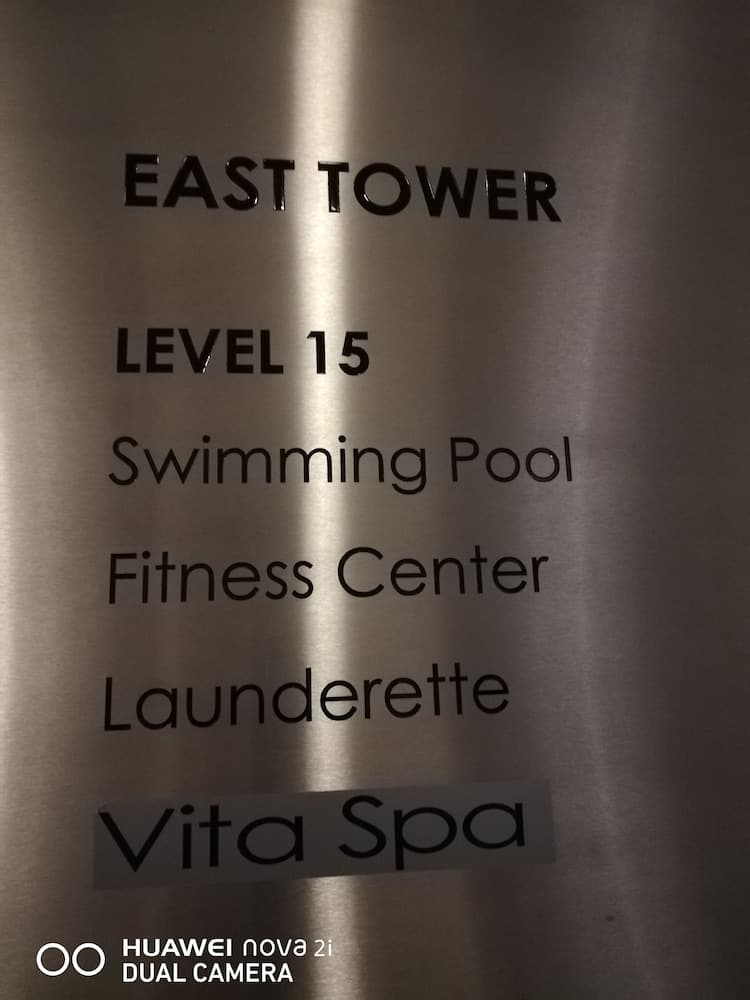 EAST TOWER
LEVEL 15
Swimming Pool
Fitness Center
Launderette
Vita Spa
HUAWEI nova 2i
DUAL CAMERA